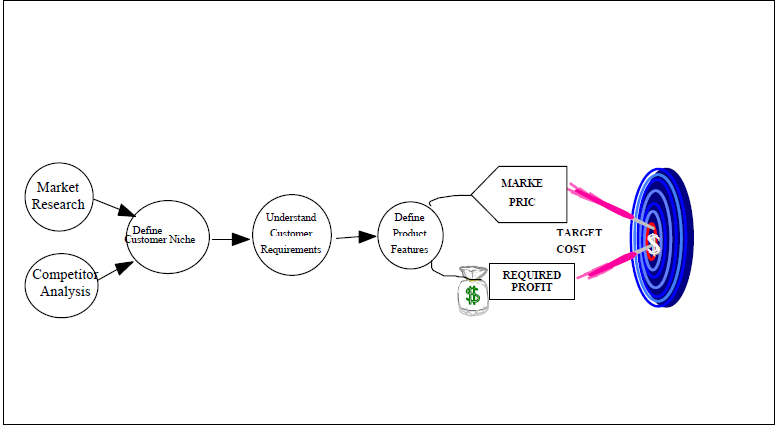 Market
Research
Competitor
Analysis
Define
Customer Niche
Understand
Customer
Requirements
Define
Product
Features
MARKE
PRIC
$
REQUIRED
PROFIT
TARGET
COST
$